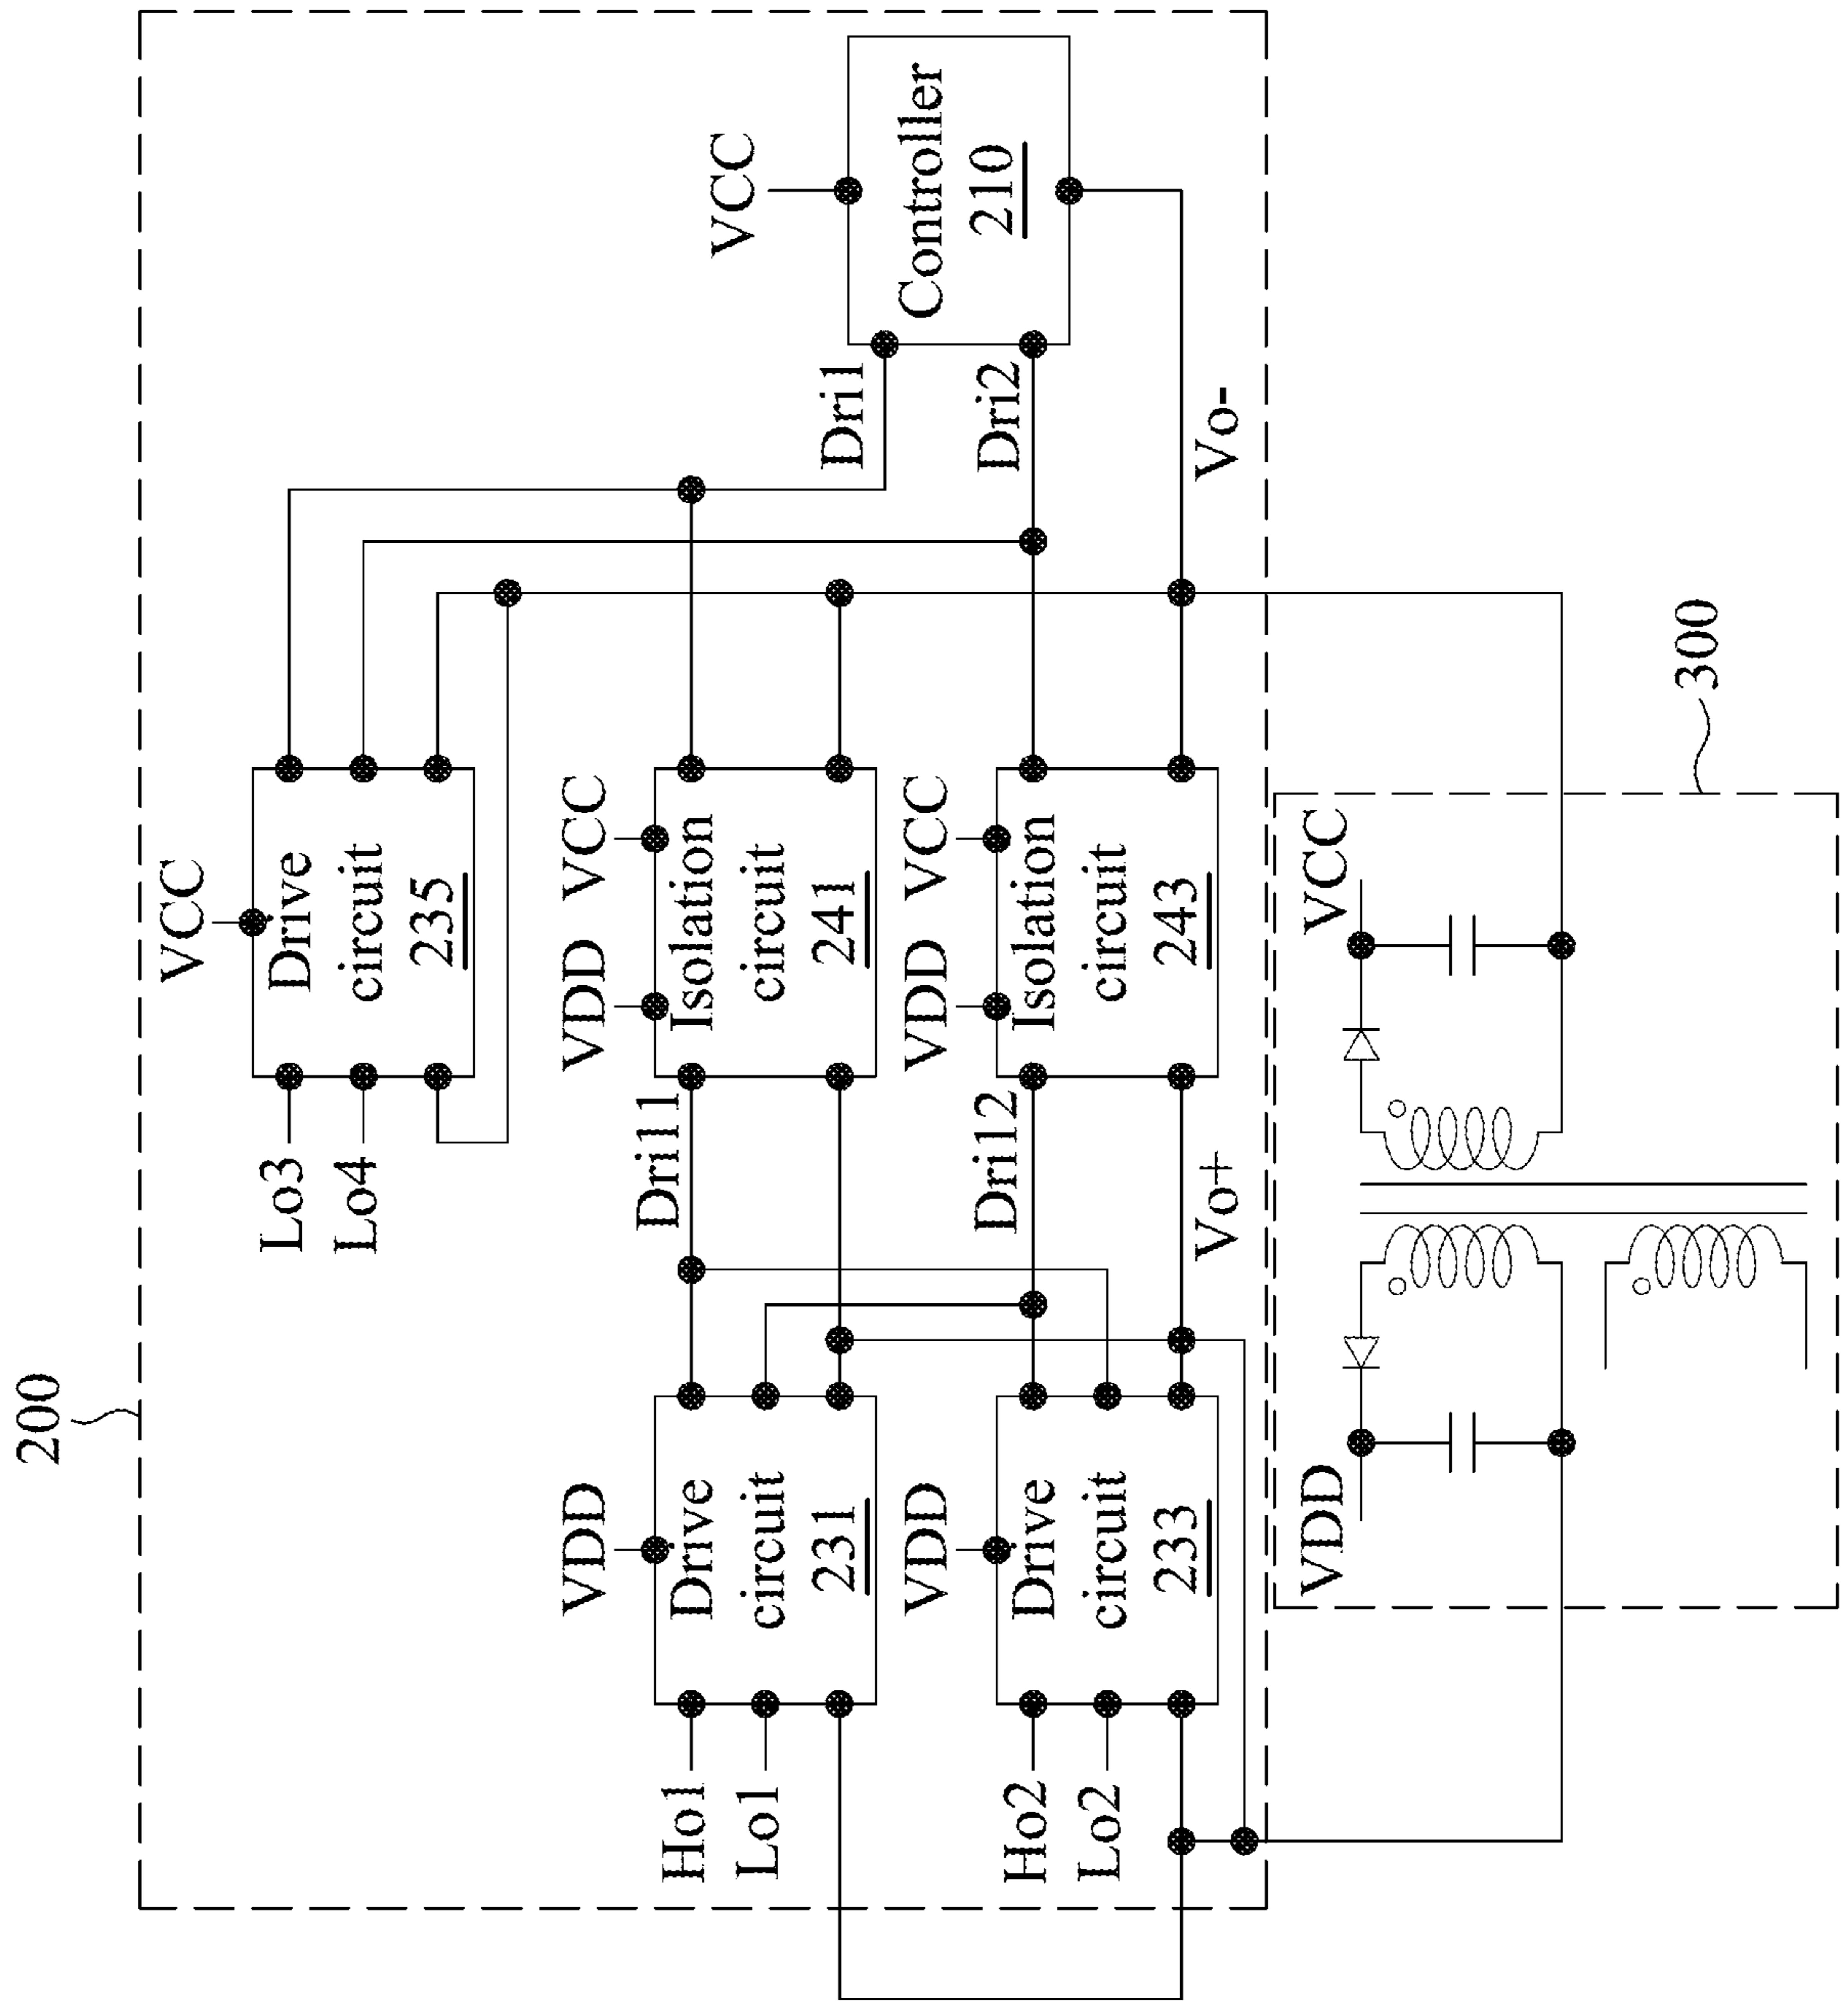 200
VCC
Lo3
Lo4
Drive
circuit
235
VDD
Ho1
Lo1
Drive
circuit
231
Dri11
VDD VCC
Isolation
circuit
241
Dri1
VCC
Controller
210
VDD
Ho2
Lo2
Drive
circuit
233
Dri12
Vo+
VDD VCC
Isolation
circuit
243
Dri2
Vo-
VDD
VCC
300